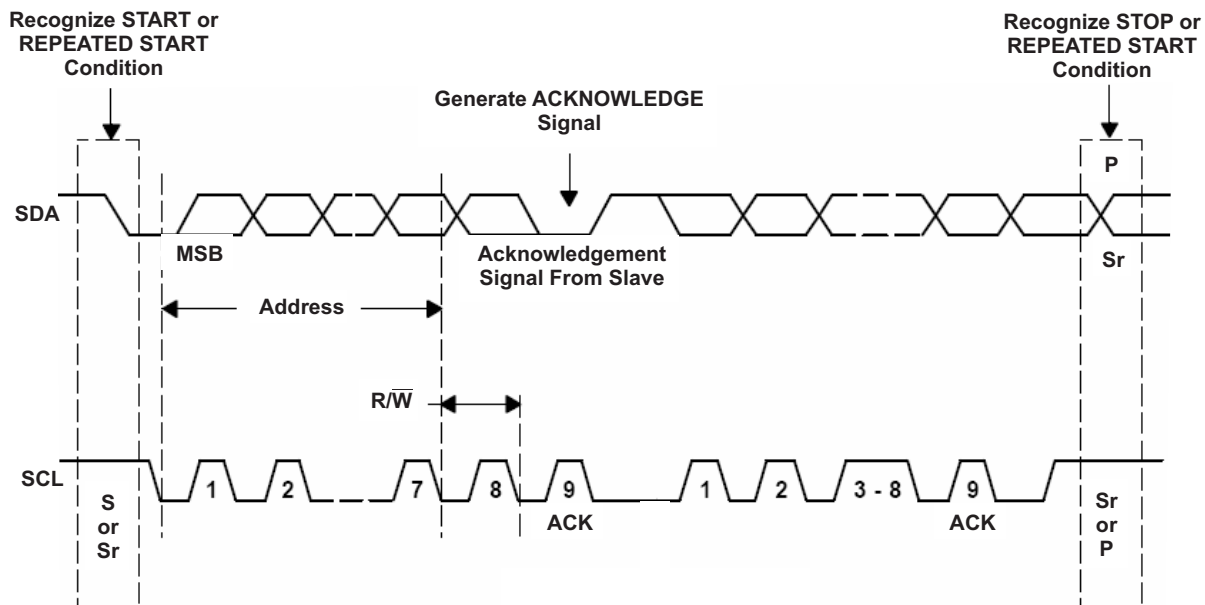 Recognize START or
REPEATED START
Condition
Recognize STOP or
REPEATED START
Condition
Generate ACKNOWLEDGE
Signal
P
SDA
MSB
Acknowledgement
Signal From Slave
Sr
Address
R/W̅
SCL
1
2
7
8
9
1
2
3 - 8
9
ACK
ACK
S
or
Sr
Sr
or
P